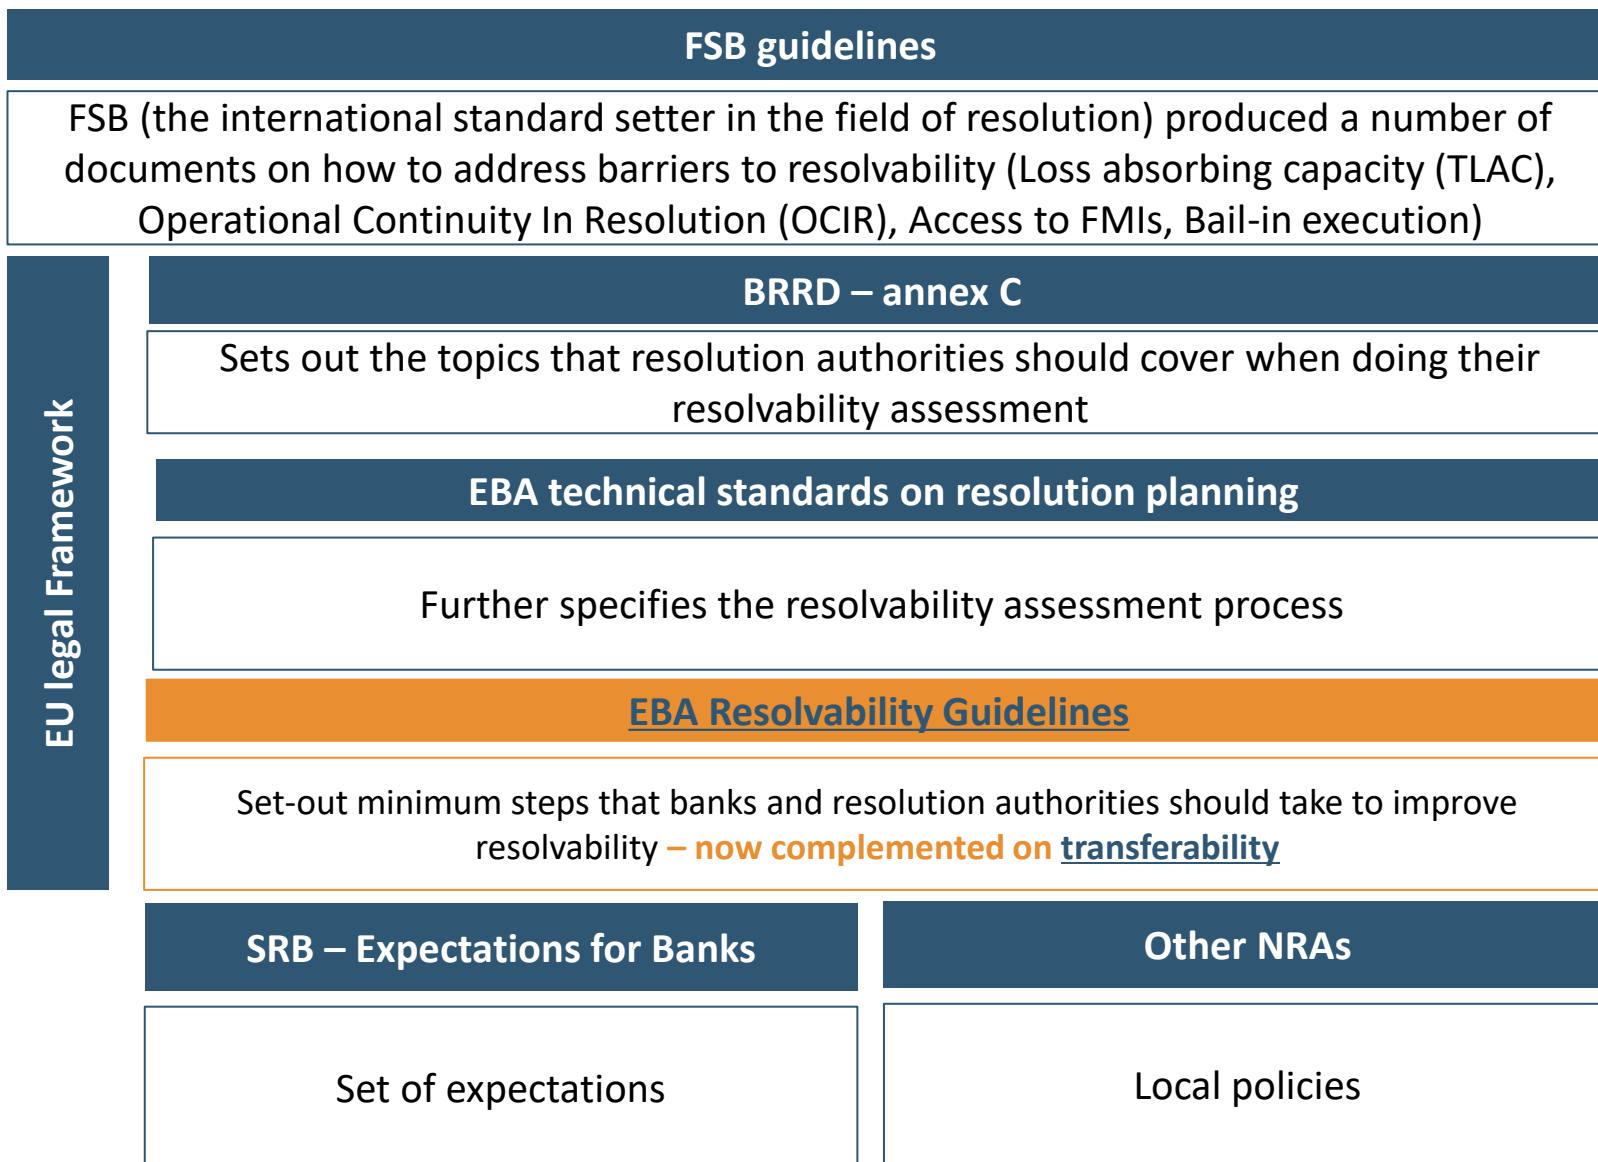 FSB guidelines
FSB (the international standard setter in the field of resolution) produced a number of
documents on how to address barriers to resolvability (Loss absorbing capacity (TLAC),
Operational Continuity In Resolution (OCIR), Access to FMIs, Bail-in execution)
EU legal Framework
BRRD – annex C
Sets out the topics that resolution authorities should cover when doing their
resolvability assessment
EBA technical standards on resolution planning
Further specifies the resolvability assessment process
EBA Resolvability Guidelines
Set-out minimum steps that banks and resolution authorities should take to improve
resolvability – now complemented on transferability
SRB – Expectations for Banks
Set of expectations
Other NRAs
Local policies